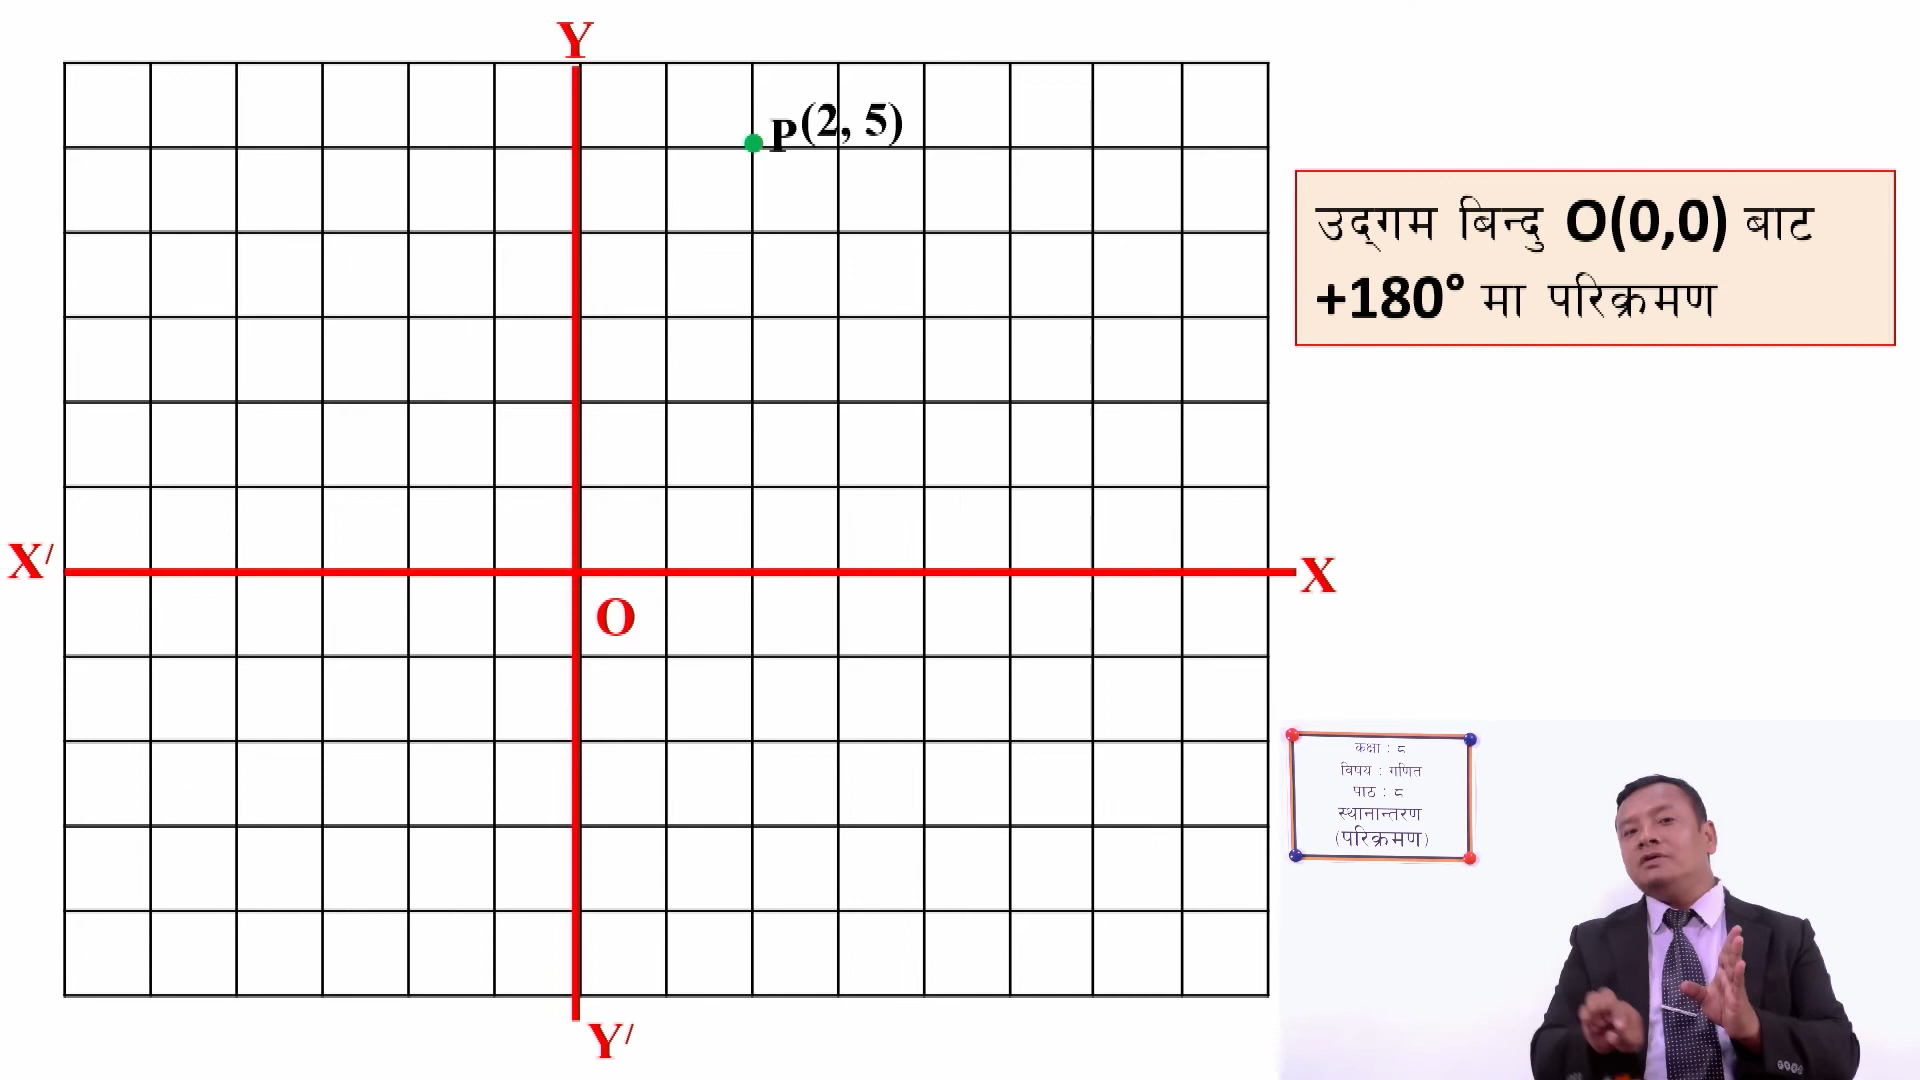 Y
P(2, 5)
उद्‌गम बिन्दु O(0,0) बाट
+180° मा परिक्रमण
X/
X
O
कक्षा : ८
विषय : गणित
पाठ : ८
स्थानान्तरण
(परिक्रमण)
Y/